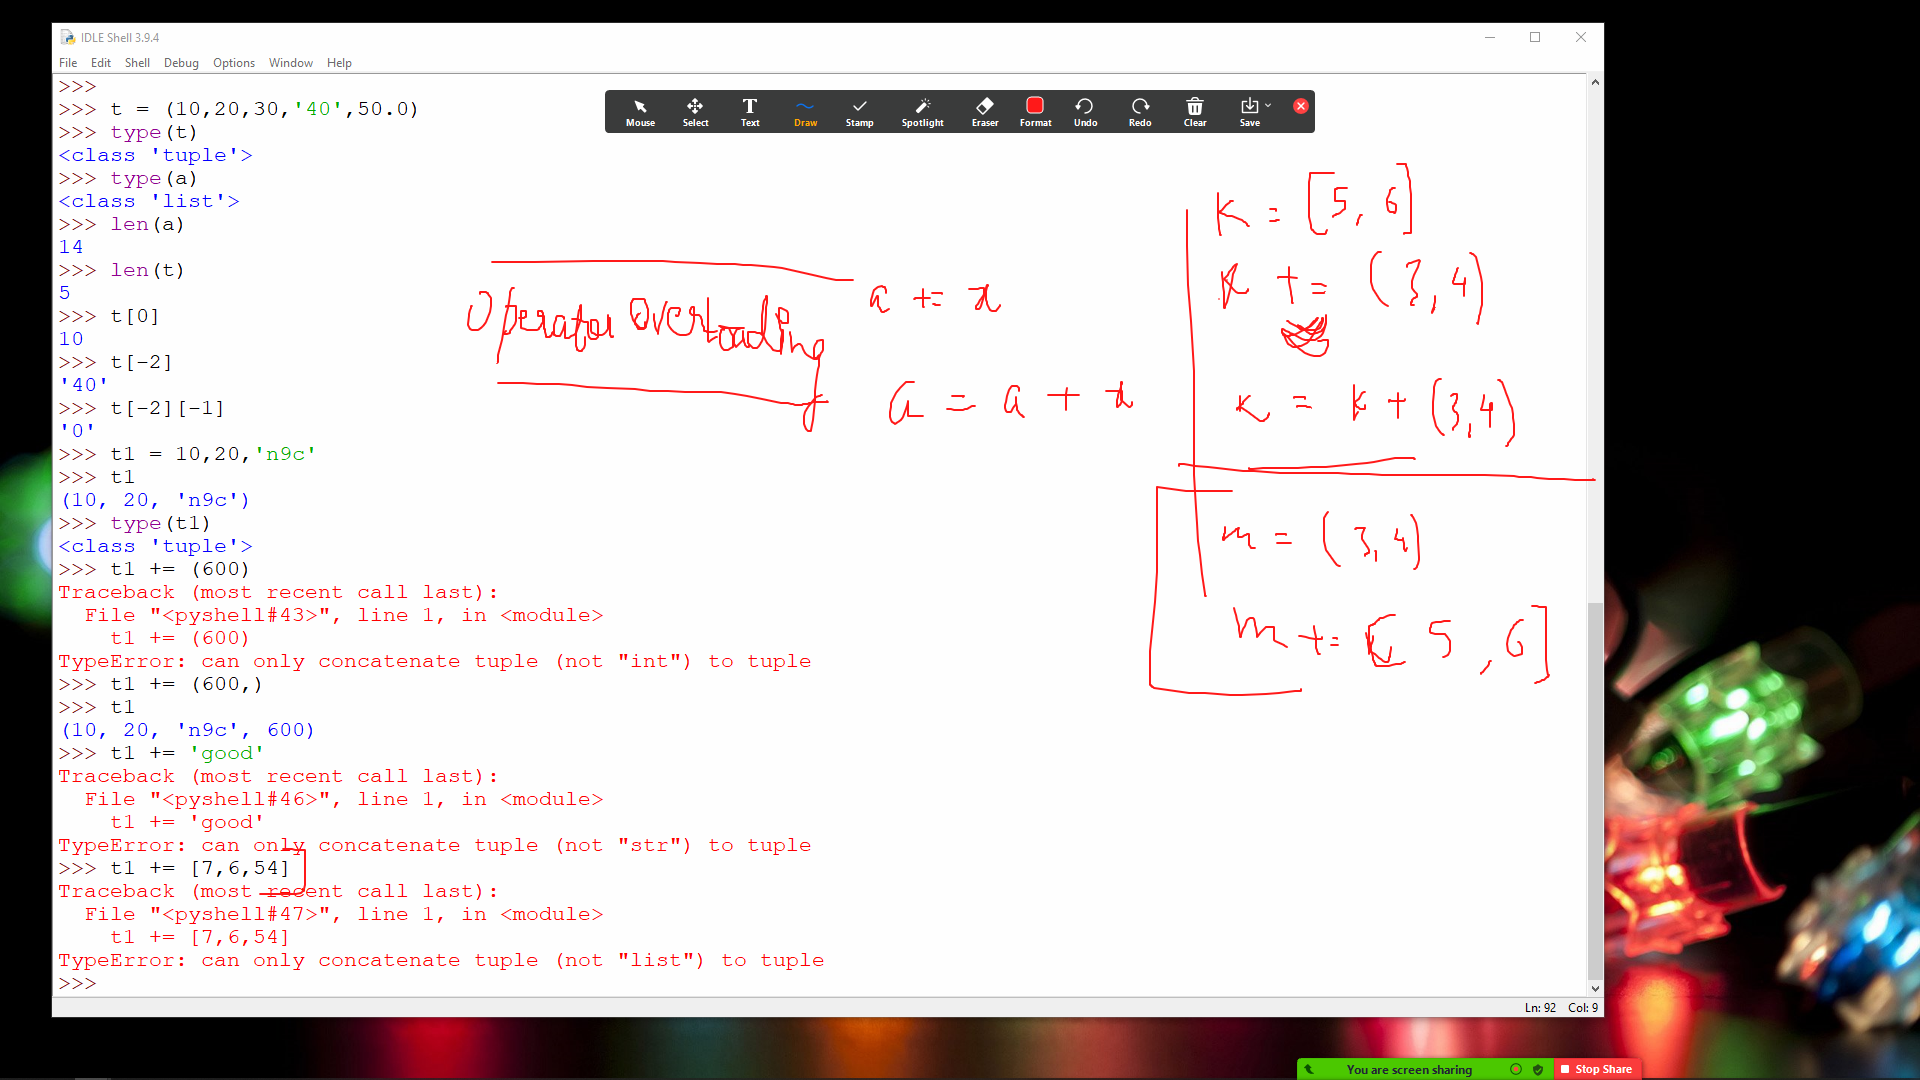 IDLE Shell 3.9.4
File Edit Shell Debug Options Window Help
>>>
>>> t = (10,20,30,'40',50.0)
>>> type(t)
<class 'tuple'>
>>> type(a)
<class 'list'>
>>> len(a)
14
>>> len(t)
5
>>> t[0]
10
>>> t[-2]
'40'
>>> t[-2][-1]
'0'
>>> t1 = 10,20,'n9c'
>>> t1
(10, 20, 'n9c')
>>> type(t1)
<class 'tuple'>
>>> t1 += (600)
Traceback (most recent call last):
  File "<pyshell#43>", line 1, in <module>
    t1 += (600)
TypeError: can only concatenate tuple (not "int") to tuple
>>> t1 += (600,)
>>> t1
(10, 20, 'n9c', 600)
>>> t1 += 'good'
Traceback (most recent call last):
  File "<pyshell#46>", line 1, in <module>
    t1 += 'good'
TypeError: can only concatenate tuple (not "str") to tuple
>>> t1 += [7,6,54]
Traceback (most recent call last):
  File "<pyshell#47>", line 1, in <module>
    t1 += [7,6,54]
TypeError: can only concatenate tuple (not "list") to tuple
>>>
Mouse Select Text Draw Stamp Spotlight Eraser Format Undo Redo Clear Save
Operator Overloading
a += x
a = a + x
K = [5, 6]
K += (3,4)
K = K + (3,4)
m = (3,4)
m += [5,6]
Ln: 92 Col: 9
You are screen sharing Stop Share